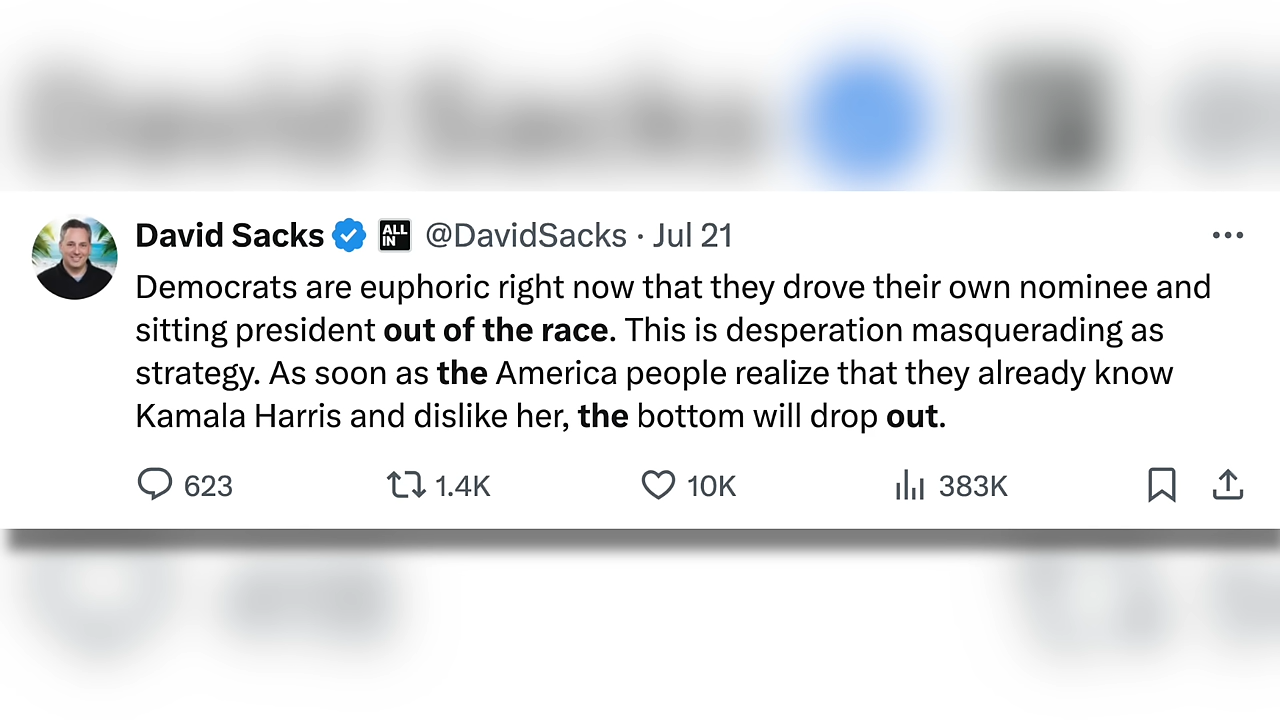 David Sacks ALL IN @DavidSacks · Jul 21
Democrats are euphoric right now that they drove their own nominee and
sitting president out of the race. This is desperation masquerading as
strategy. As soon as the America people realize that they already know
Kamala Harris and dislike her, the bottom will drop out.
623 1.4K 10K 383K